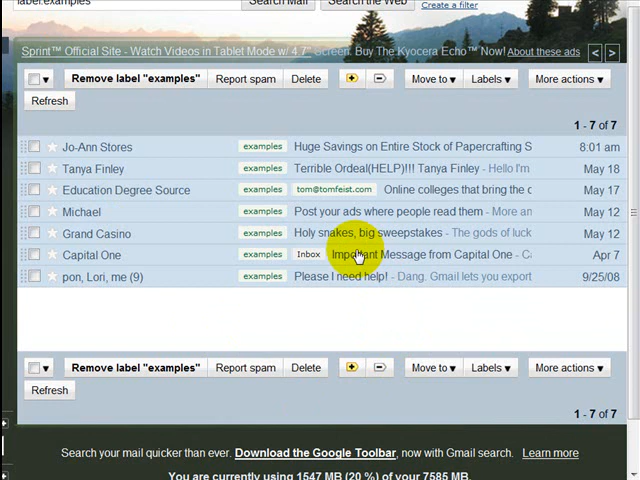 label:examples Search Mail Search the Web Create a filter
Sprint™ Official Site - Watch Videos in Tablet Mode w/ 4.7" Screen. Buy The Kyocera Echo™ Now! About these ads < >
Remove label "examples" Report spam Delete Move to ▾ Labels ▾ More actions ▾
Refresh
1 - 7 of 7
Jo-Ann Stores examples Huge Savings on Entire Stock of Papercrafting S 8:01 am
Tanya Finley examples Terrible Ordeal(HELP)!!! Tanya Finley - Hello I'm May 18
Education Degree Source examples tom@tomfeist.com Online colleges that bring the c May 17
Michael examples Post your ads where people read them - More an May 12
Grand Casino examples Holy snakes, big sweepstakes - The gods of luck May 12
Capital One examples Inbox Important Message from Capital One - Ca Apr 7
pon, Lori, me (9) examples Please I need help! - Dang. Gmail lets you export 9/25/08
Remove label "examples" Report spam Delete Move to ▾ Labels ▾ More actions ▾
Refresh
1 - 7 of 7
Search your mail quicker than ever. Download the Google Toolbar, now with Gmail search. Learn more
You are currently using 1547 MB (20 %) of your 7585 MB.